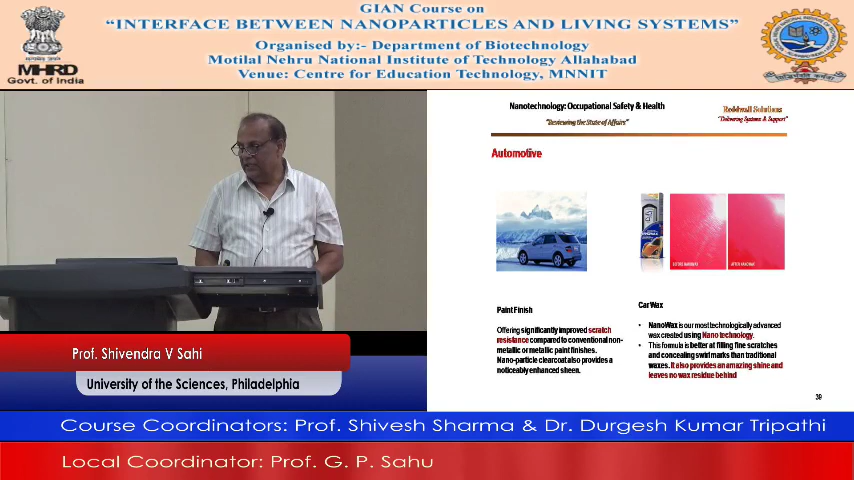 GIAN Course on
“INTERFACE BETWEEN NANOPARTICLES AND LIVING SYSTEMS”
Organised by:- Department of Biotechnology
Motilal Nehru National Institute of Technology Allahabad
Venue: Centre for Education Technology, MNNIT
MHRD
Govt. of India
Nanotechnology: Occupational Safety & Health
"Reviewing the State of Affairs"
Reddwall Solutions
"Delivering Systems & Support"
Automotive
BEFORE NANOWAX
AFTER NANOWAX
Paint Finish
Offering significantly improved scratch
resistance compared to conventional non-
metallic or metallic paint finishes.
Nano-particle clearcoat also provides a
noticeably enhanced sheen.
Car Wax
• NanoWax is our most technologically advanced
wax created using Nano technology.
• This formula is better at filling fine scratches
and concealing swirl marks than traditional
waxes. It also provides an amazing shine and
leaves no wax residue behind
39
Prof. Shivendra V Sahi
University of the Sciences, Philadelphia
Course Coordinators: Prof. Shivesh Sharma & Dr. Durgesh Kumar Tripathi
Local Coordinator: Prof. G. P. Sahu